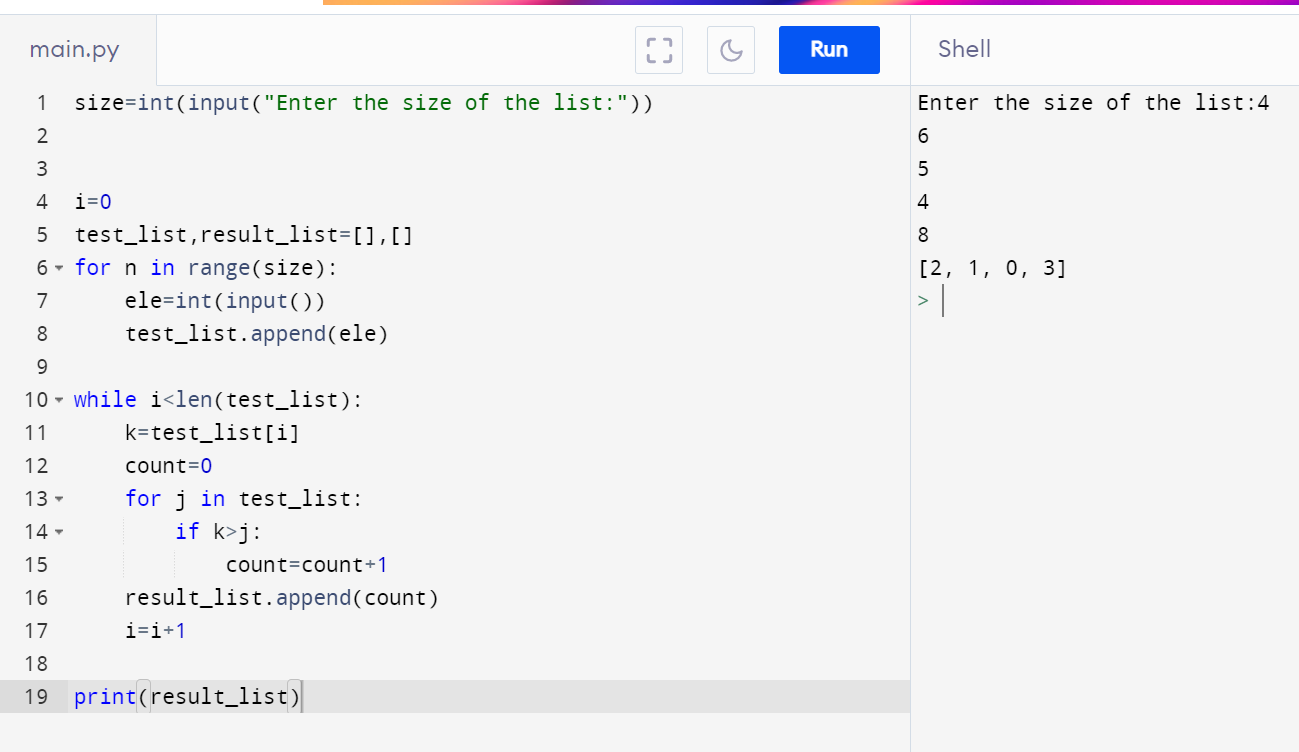 main.py
Run
Shell
1 size=int(input("Enter the size of the list:"))
2
3
4 i=0
5 test_list,result_list=[],[]
6 for n in range(size):
7     ele=int(input())
8     test_list.append(ele)
9
10 while i<len(test_list):
11     k=test_list[i]
12     count=0
13     for j in test_list:
14         if k>j:
15             count=count+1
16     result_list.append(count)
17     i=i+1
18
19 print(result_list)
Enter the size of the list:4
6
5
4
8
[2, 1, 0, 3]
>